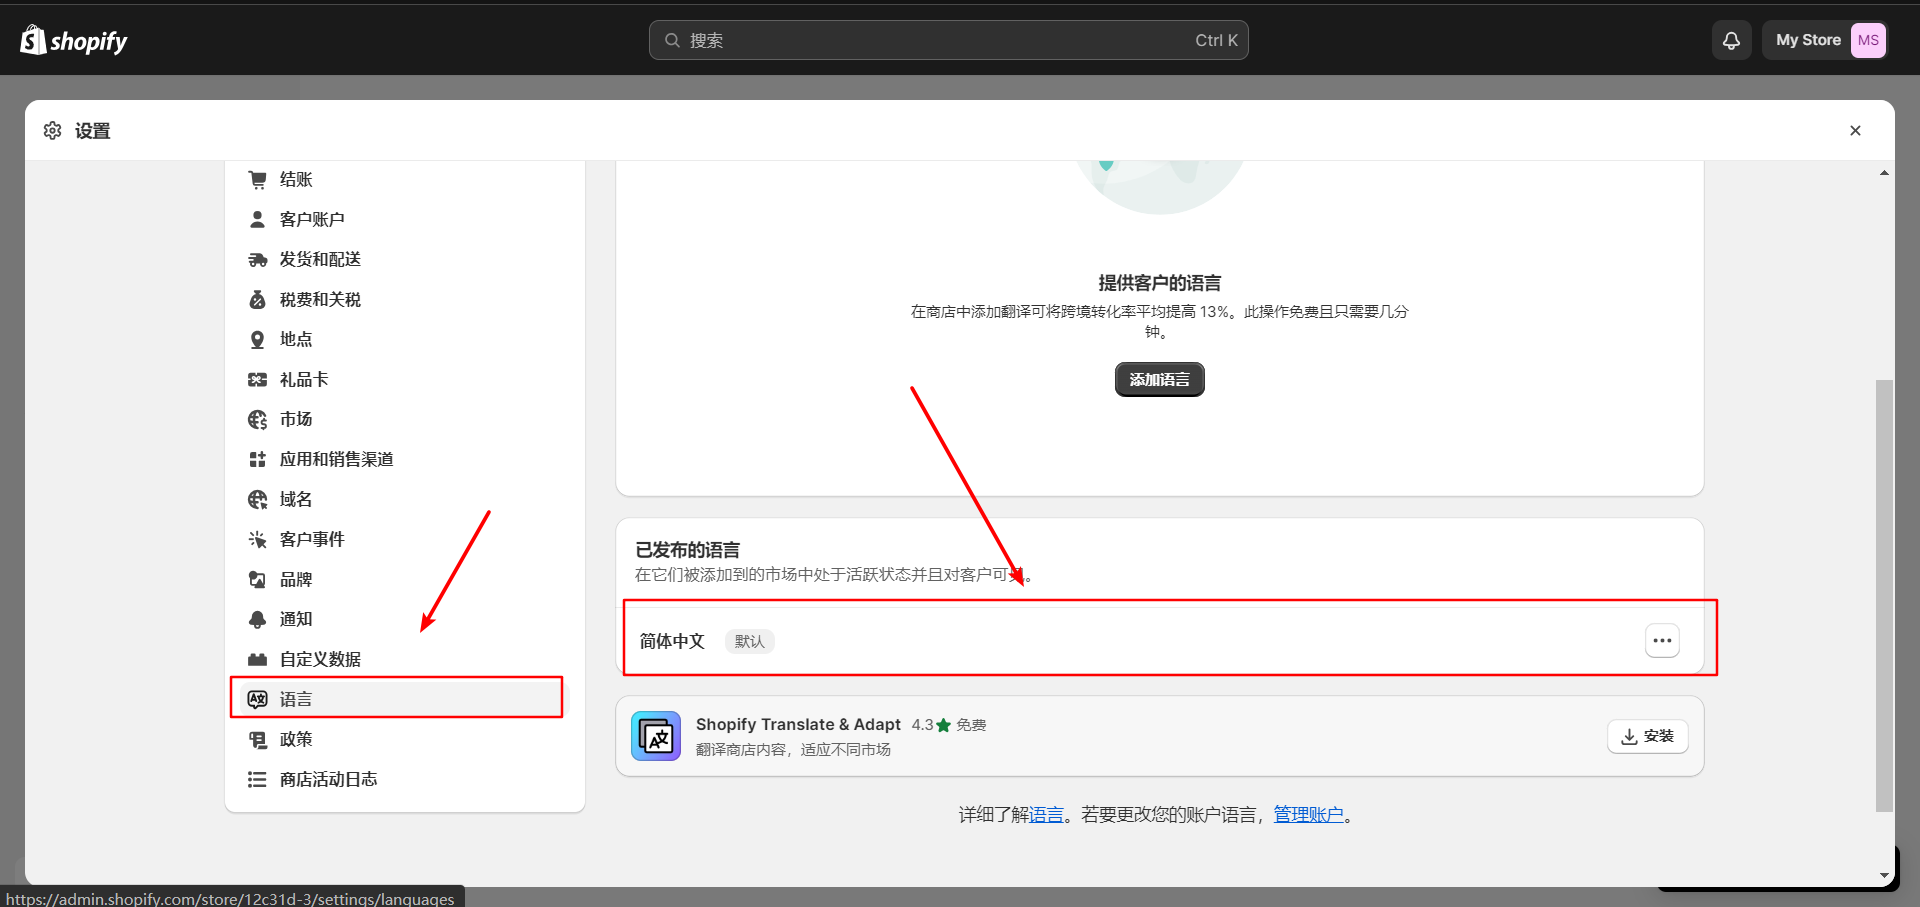 shopify
搜索
Ctrl K
My Store
MS
设置
结账
客户账户
发货和配送
税费和关税
地点
礼品卡
市场
应用和销售渠道
域名
客户事件
品牌
通知
自定义数据
语言
政策
商店活动日志
提供客户的语言
在商店中添加翻译可将跨境转化率平均提高 13%。此操作免费且只需要几分
钟。
添加语言
已发布的语言
在它们被添加到的市场中处于活跃状态并且对客户可见。
简体中文 默认
Shopify Translate & Adapt 4.3 免费
翻译商店内容，适应不同市场
安装
详细了解语言。若要更改您的账户语言，管理账户。
https://admin.shopify.com/store/12c31d-3/settings/languages